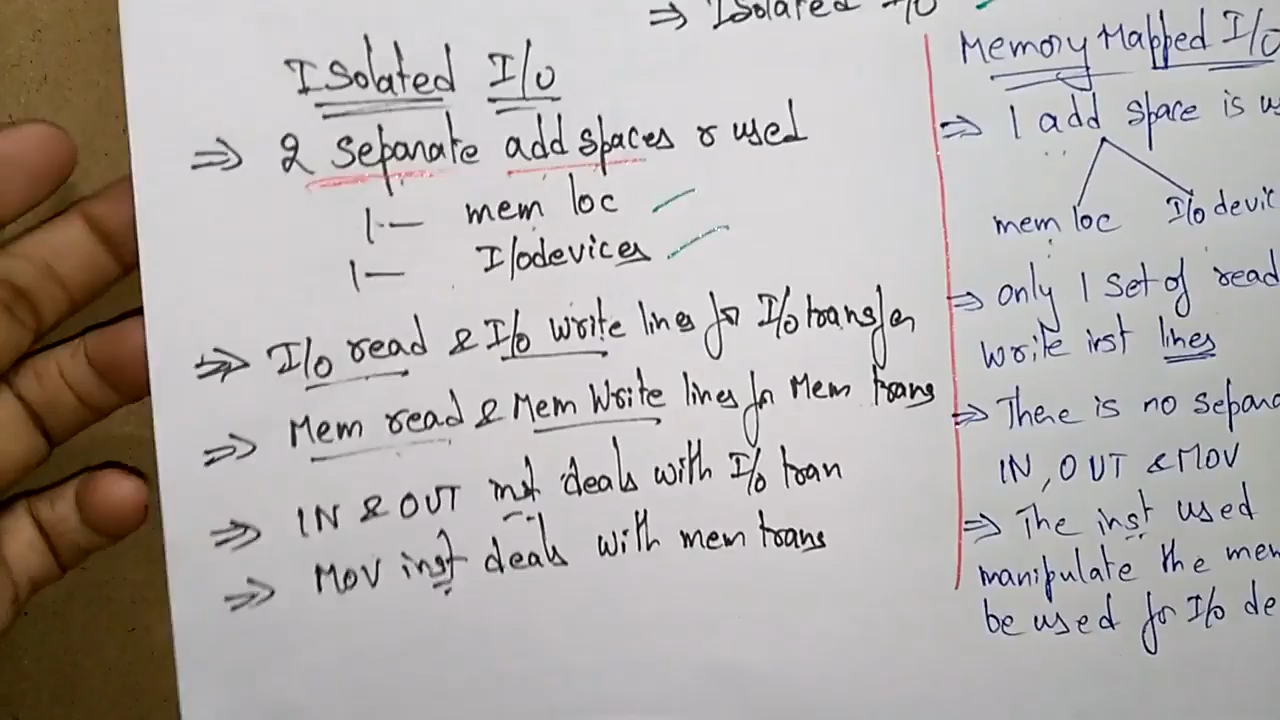 ⇒ Isolated I/O
Isolated I/O
⇒ 2 separate add spaces r used
|— mem loc
|— I/o devices
⇒ I/o read & I/o write lines for I/o transfer
⇒ Mem read & Mem Write lines for Mem trans
⇒ IN & OUT inst deals with I/o tran
⇒ MOV inst deals with mem trans
Memory Mapped I/O
⇒ 1 add space is
mem loc I/o devic
⇒ only 1 set of read
write inst lines
⇒ There is no separa
IN, OUT & MOV
⇒ The inst used
manipulate the mem
be used for I/o de